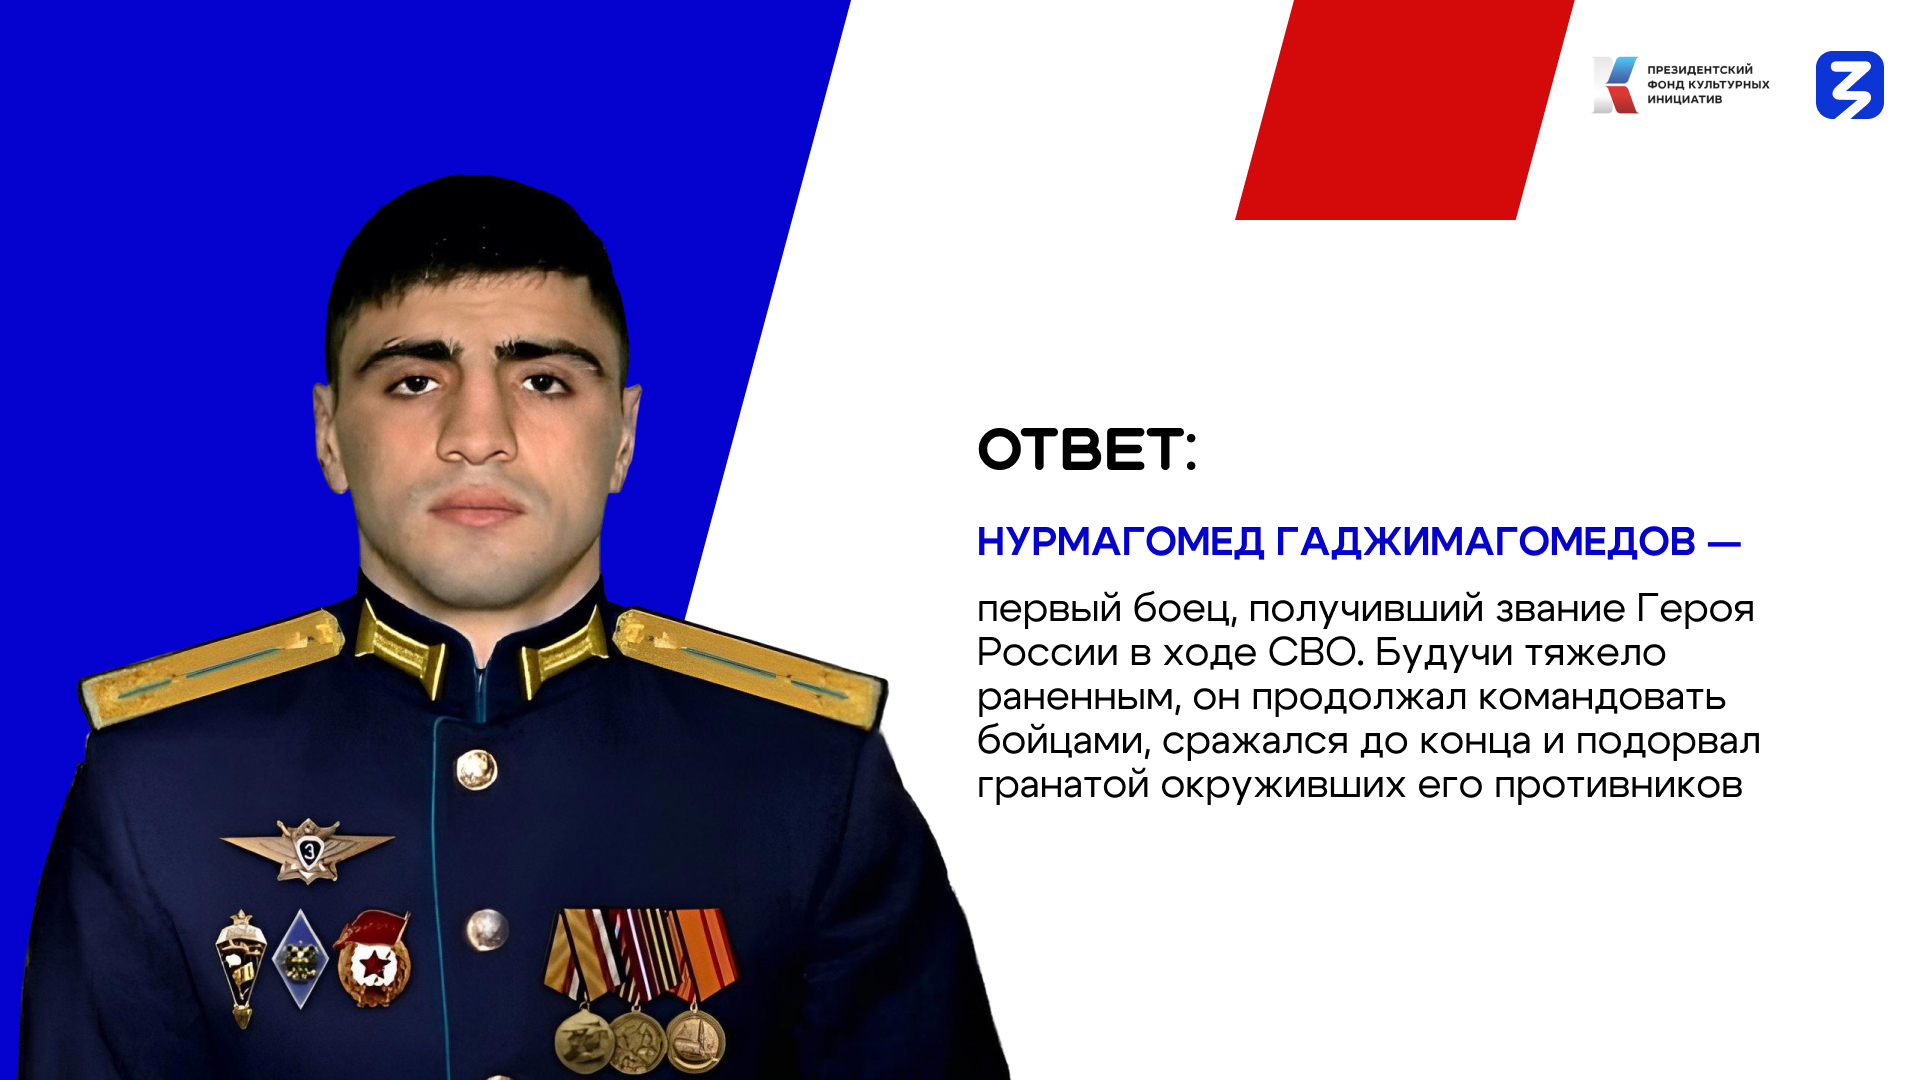 ПРЕЗИДЕНТСКИЙ
ФОНД КУЛЬТУРНЫХ
ИНИЦИАТИВ
ОТВЕТ:
НУРМАГОМЕД ГАДЖИМАГОМЕДОВ —
первый боец, получивший звание Героя
России в ходе СВО. Будучи тяжело
раненным, он продолжал командовать
бойцами, сражался до конца и подорвал
гранатой окруживших его противников
3